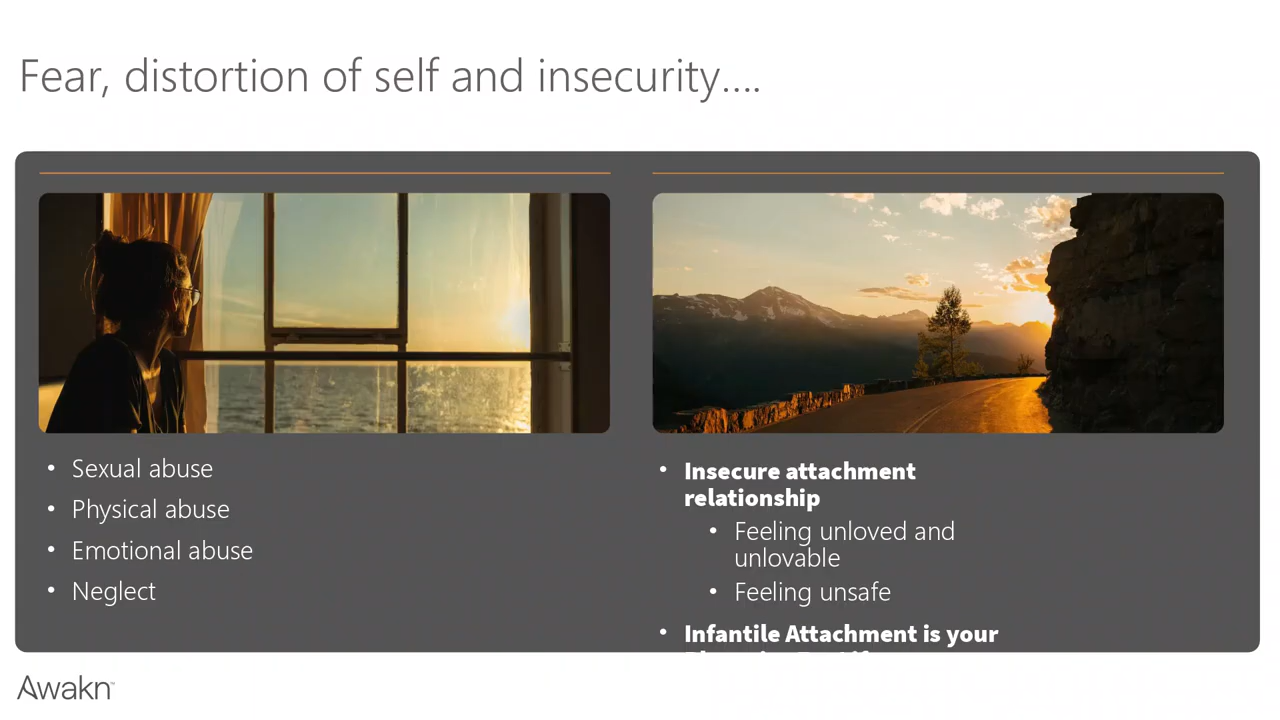 Fear, distortion of self and insecurity....
• Sexual abuse
• Physical abuse
• Emotional abuse
• Neglect
• Insecure attachment
relationship
• Feeling unloved and
unlovable
• Feeling unsafe
• Infantile Attachment is your
Awakn™